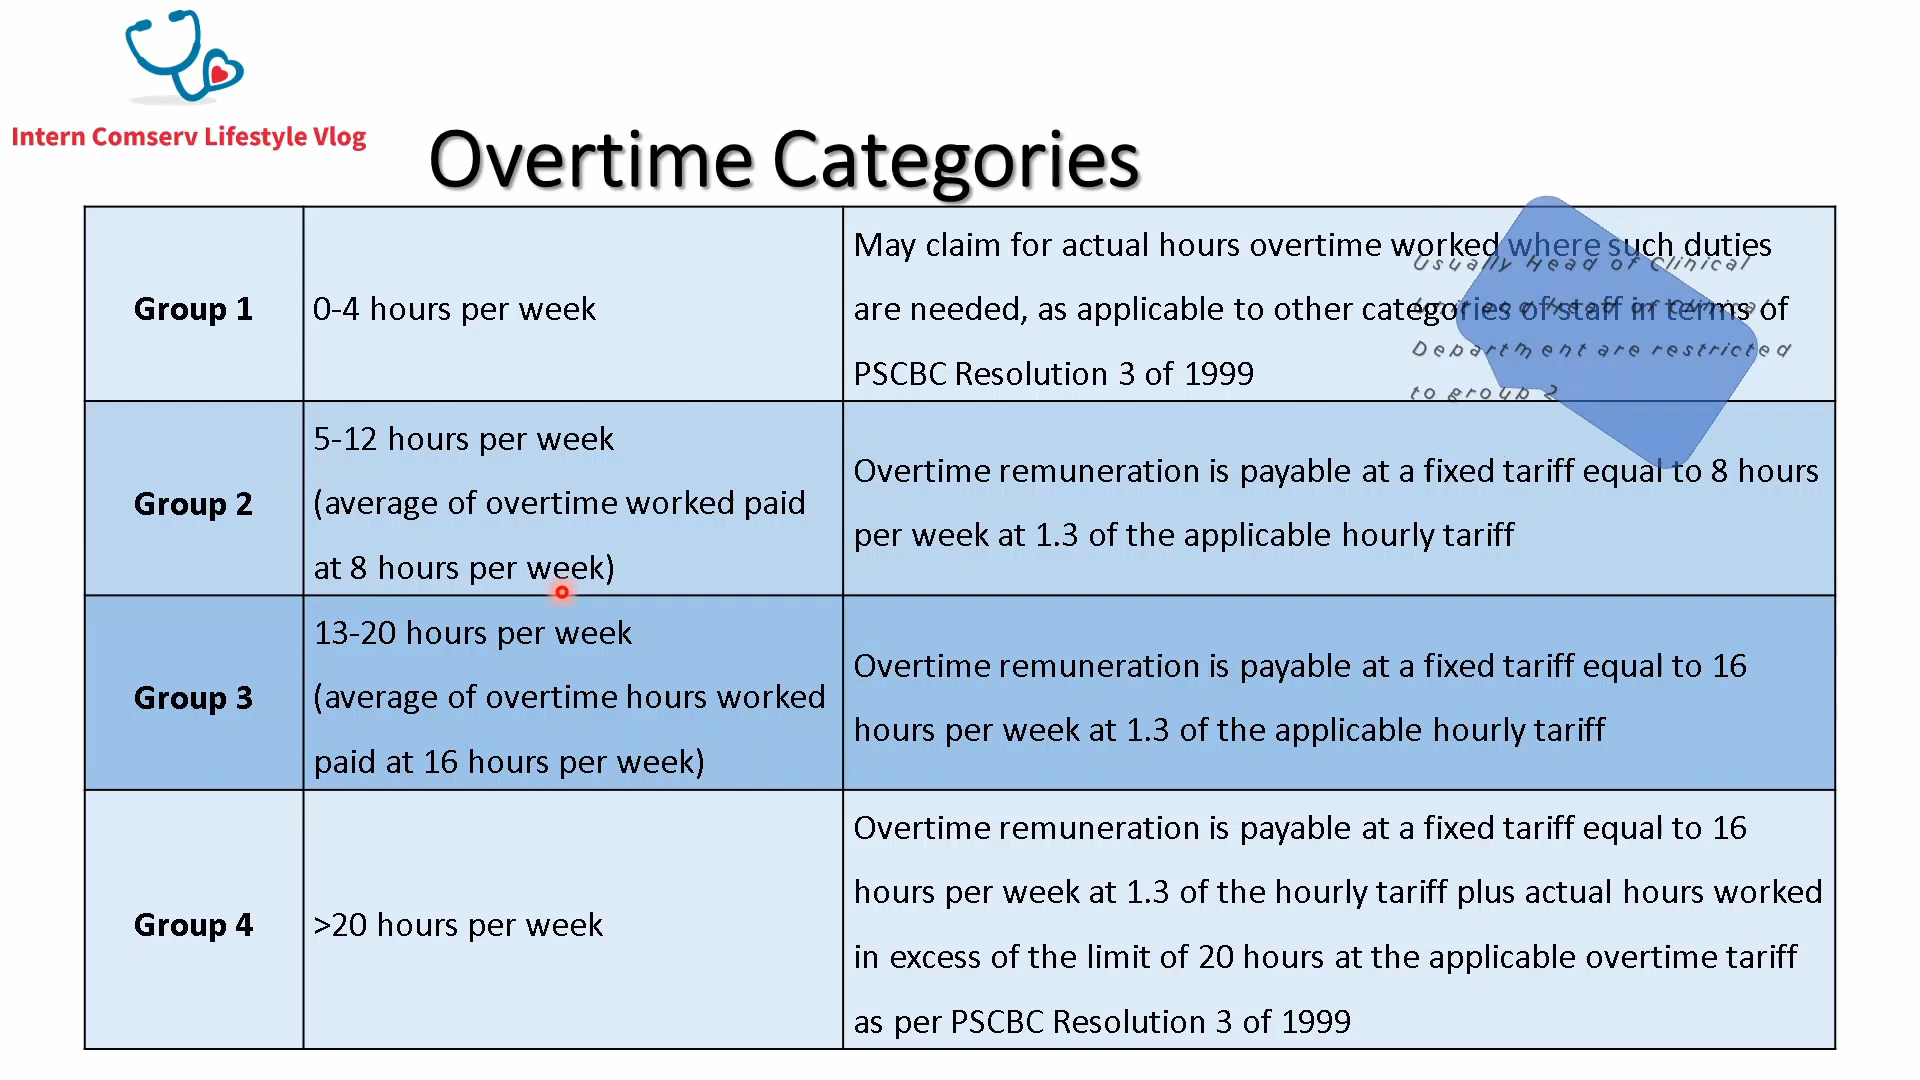 Intern Comserv Lifestyle Vlog
Overtime Categories
Group 1
0-4 hours per week
May claim for actual hours overtime worked where such duties
are needed, as applicable to other categories of staff in terms of
PSCBC Resolution 3 of 1999
Usually Head of Clinical
Head of Clinical
Department are restricted
to group 2
Group 2
5-12 hours per week
(average of overtime worked paid
at 8 hours per week)
Overtime remuneration is payable at a fixed tariff equal to 8 hours
per week at 1.3 of the applicable hourly tariff
Group 3
13-20 hours per week
(average of overtime hours worked
paid at 16 hours per week)
Overtime remuneration is payable at a fixed tariff equal to 16
hours per week at 1.3 of the applicable hourly tariff
Group 4
>20 hours per week
Overtime remuneration is payable at a fixed tariff equal to 16
hours per week at 1.3 of the hourly tariff plus actual hours worked
in excess of the limit of 20 hours at the applicable overtime tariff
as per PSCBC Resolution 3 of 1999